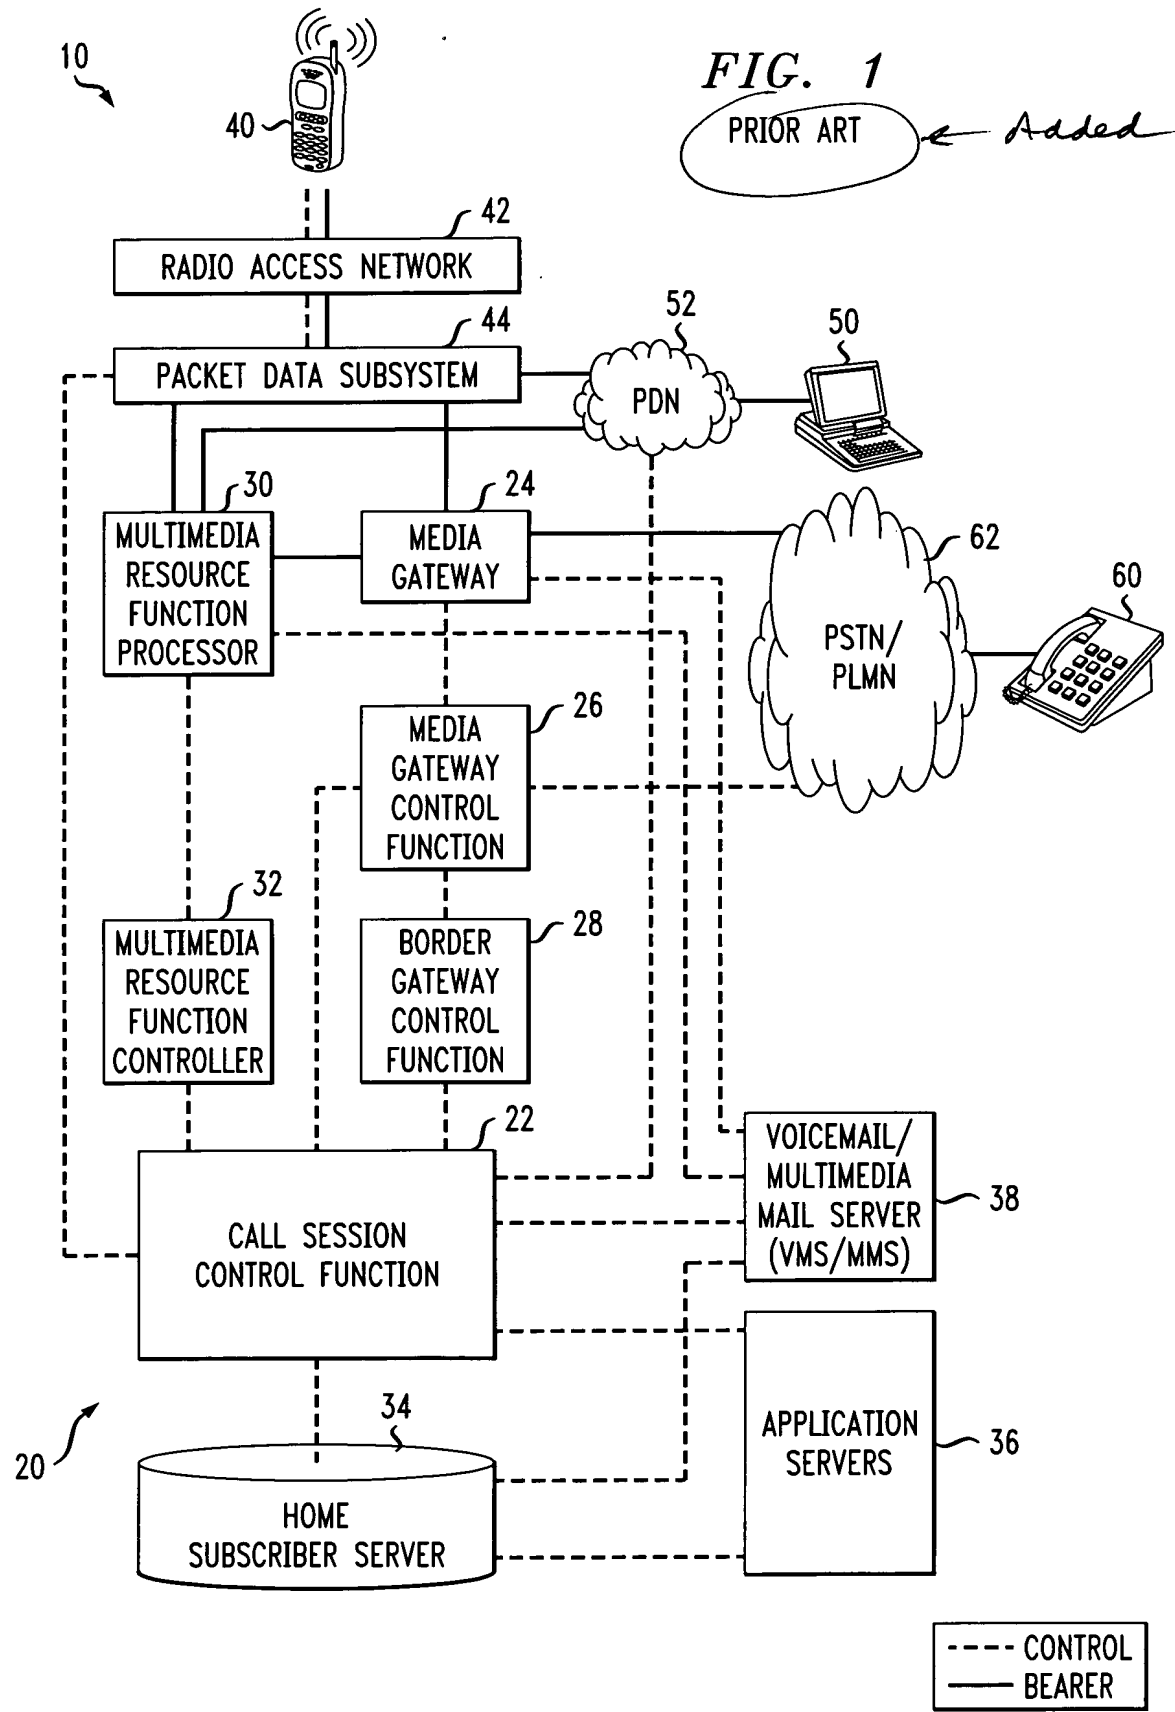 10
FIG. 1
PRIOR ART
Added
40
42
RADIO ACCESS NETWORK
44
PACKET DATA SUBSYSTEM
52
PDN
50
30
MULTIMEDIA
RESOURCE
FUNCTION
PROCESSOR
24
MEDIA
GATEWAY
62
PSTN/
PLMN
60
26
MEDIA
GATEWAY
CONTROL
FUNCTION
32
MULTIMEDIA
RESOURCE
FUNCTION
CONTROLLER
28
BORDER
GATEWAY
CONTROL
FUNCTION
22
CALL SESSION
CONTROL FUNCTION
VOICEMAIL/
MULTIMEDIA
MAIL SERVER
(VMS/MMS)
38
20
34
HOME
SUBSCRIBER SERVER
APPLICATION
SERVERS
36
CONTROL
BEARER